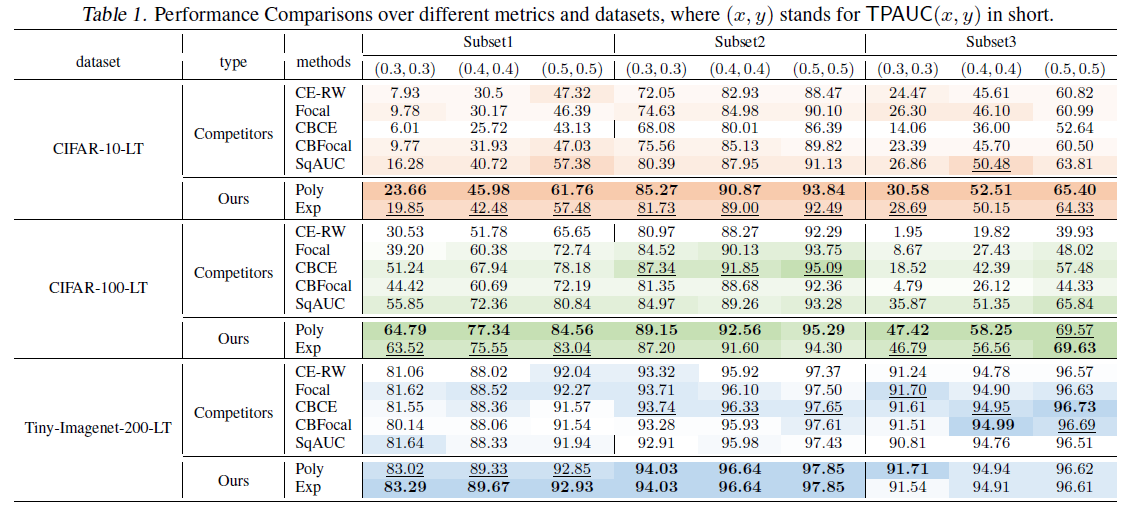 Table 1. Performance Comparisons over different metrics and datasets, where (x, y) stands for TPAUC(x, y) in short.
dataset type methods Subset1 Subset2 Subset3
(0.3, 0.3) (0.4, 0.4) (0.5, 0.5) (0.3, 0.3) (0.4, 0.4) (0.5, 0.5) (0.3, 0.3) (0.4, 0.4) (0.5, 0.5)
CIFAR-10-LT Competitors CE-RW 7.93 30.5 47.32 72.05 82.93 88.47 24.47 45.61 60.82
Focal 9.78 30.17 46.39 74.63 84.98 90.10 26.30 46.10 60.99
CBCE 6.01 25.72 43.13 68.08 80.01 86.39 14.06 36.00 52.64
CBFocal 9.77 31.93 47.03 75.56 85.13 89.82 23.39 45.70 60.50
SqAUC 16.28 40.72 57.38 80.39 87.95 91.13 26.86 50.48 63.81
Ours Poly 23.66 45.98 61.76 85.27 90.87 93.84 30.58 52.51 65.40
Exp 19.85 42.48 57.48 81.73 89.00 92.49 28.69 50.15 64.33
CIFAR-100-LT Competitors CE-RW 30.53 51.78 65.65 80.97 88.27 92.29 1.95 19.82 39.93
Focal 39.20 60.38 72.74 84.52 90.13 93.75 8.67 27.43 48.02
CBCE 51.24 67.94 78.18 87.34 91.85 95.09 18.52 42.39 57.48
CBFocal 44.42 60.69 72.19 81.35 88.68 92.36 4.79 26.12 44.33
SqAUC 55.85 72.36 80.84 84.97 89.26 93.28 35.87 51.35 65.84
Ours Poly 64.79 77.34 84.56 89.15 92.56 95.29 47.42 58.25 69.57
Exp 63.52 75.55 83.04 87.20 91.60 94.30 46.79 56.56 69.63
Tiny-Imagenet-200-LT Competitors CE-RW 81.06 88.02 92.04 93.32 95.92 97.37 91.24 94.78 96.57
Focal 81.62 88.52 92.27 93.71 96.10 97.50 91.70 94.90 96.63
CBCE 81.55 88.36 91.57 93.74 96.33 97.65 91.61 94.95 96.73
CBFocal 80.14 88.06 91.54 93.28 95.93 97.61 91.51 94.99 96.69
SqAUC 81.64 88.33 91.94 92.91 95.98 97.43 90.81 94.76 96.51
Ours Poly 83.02 89.33 92.85 94.03 96.64 97.85 91.71 94.94 96.62
Exp 83.29 89.67 92.93 94.03 96.64 97.85 91.54 94.91 96.61